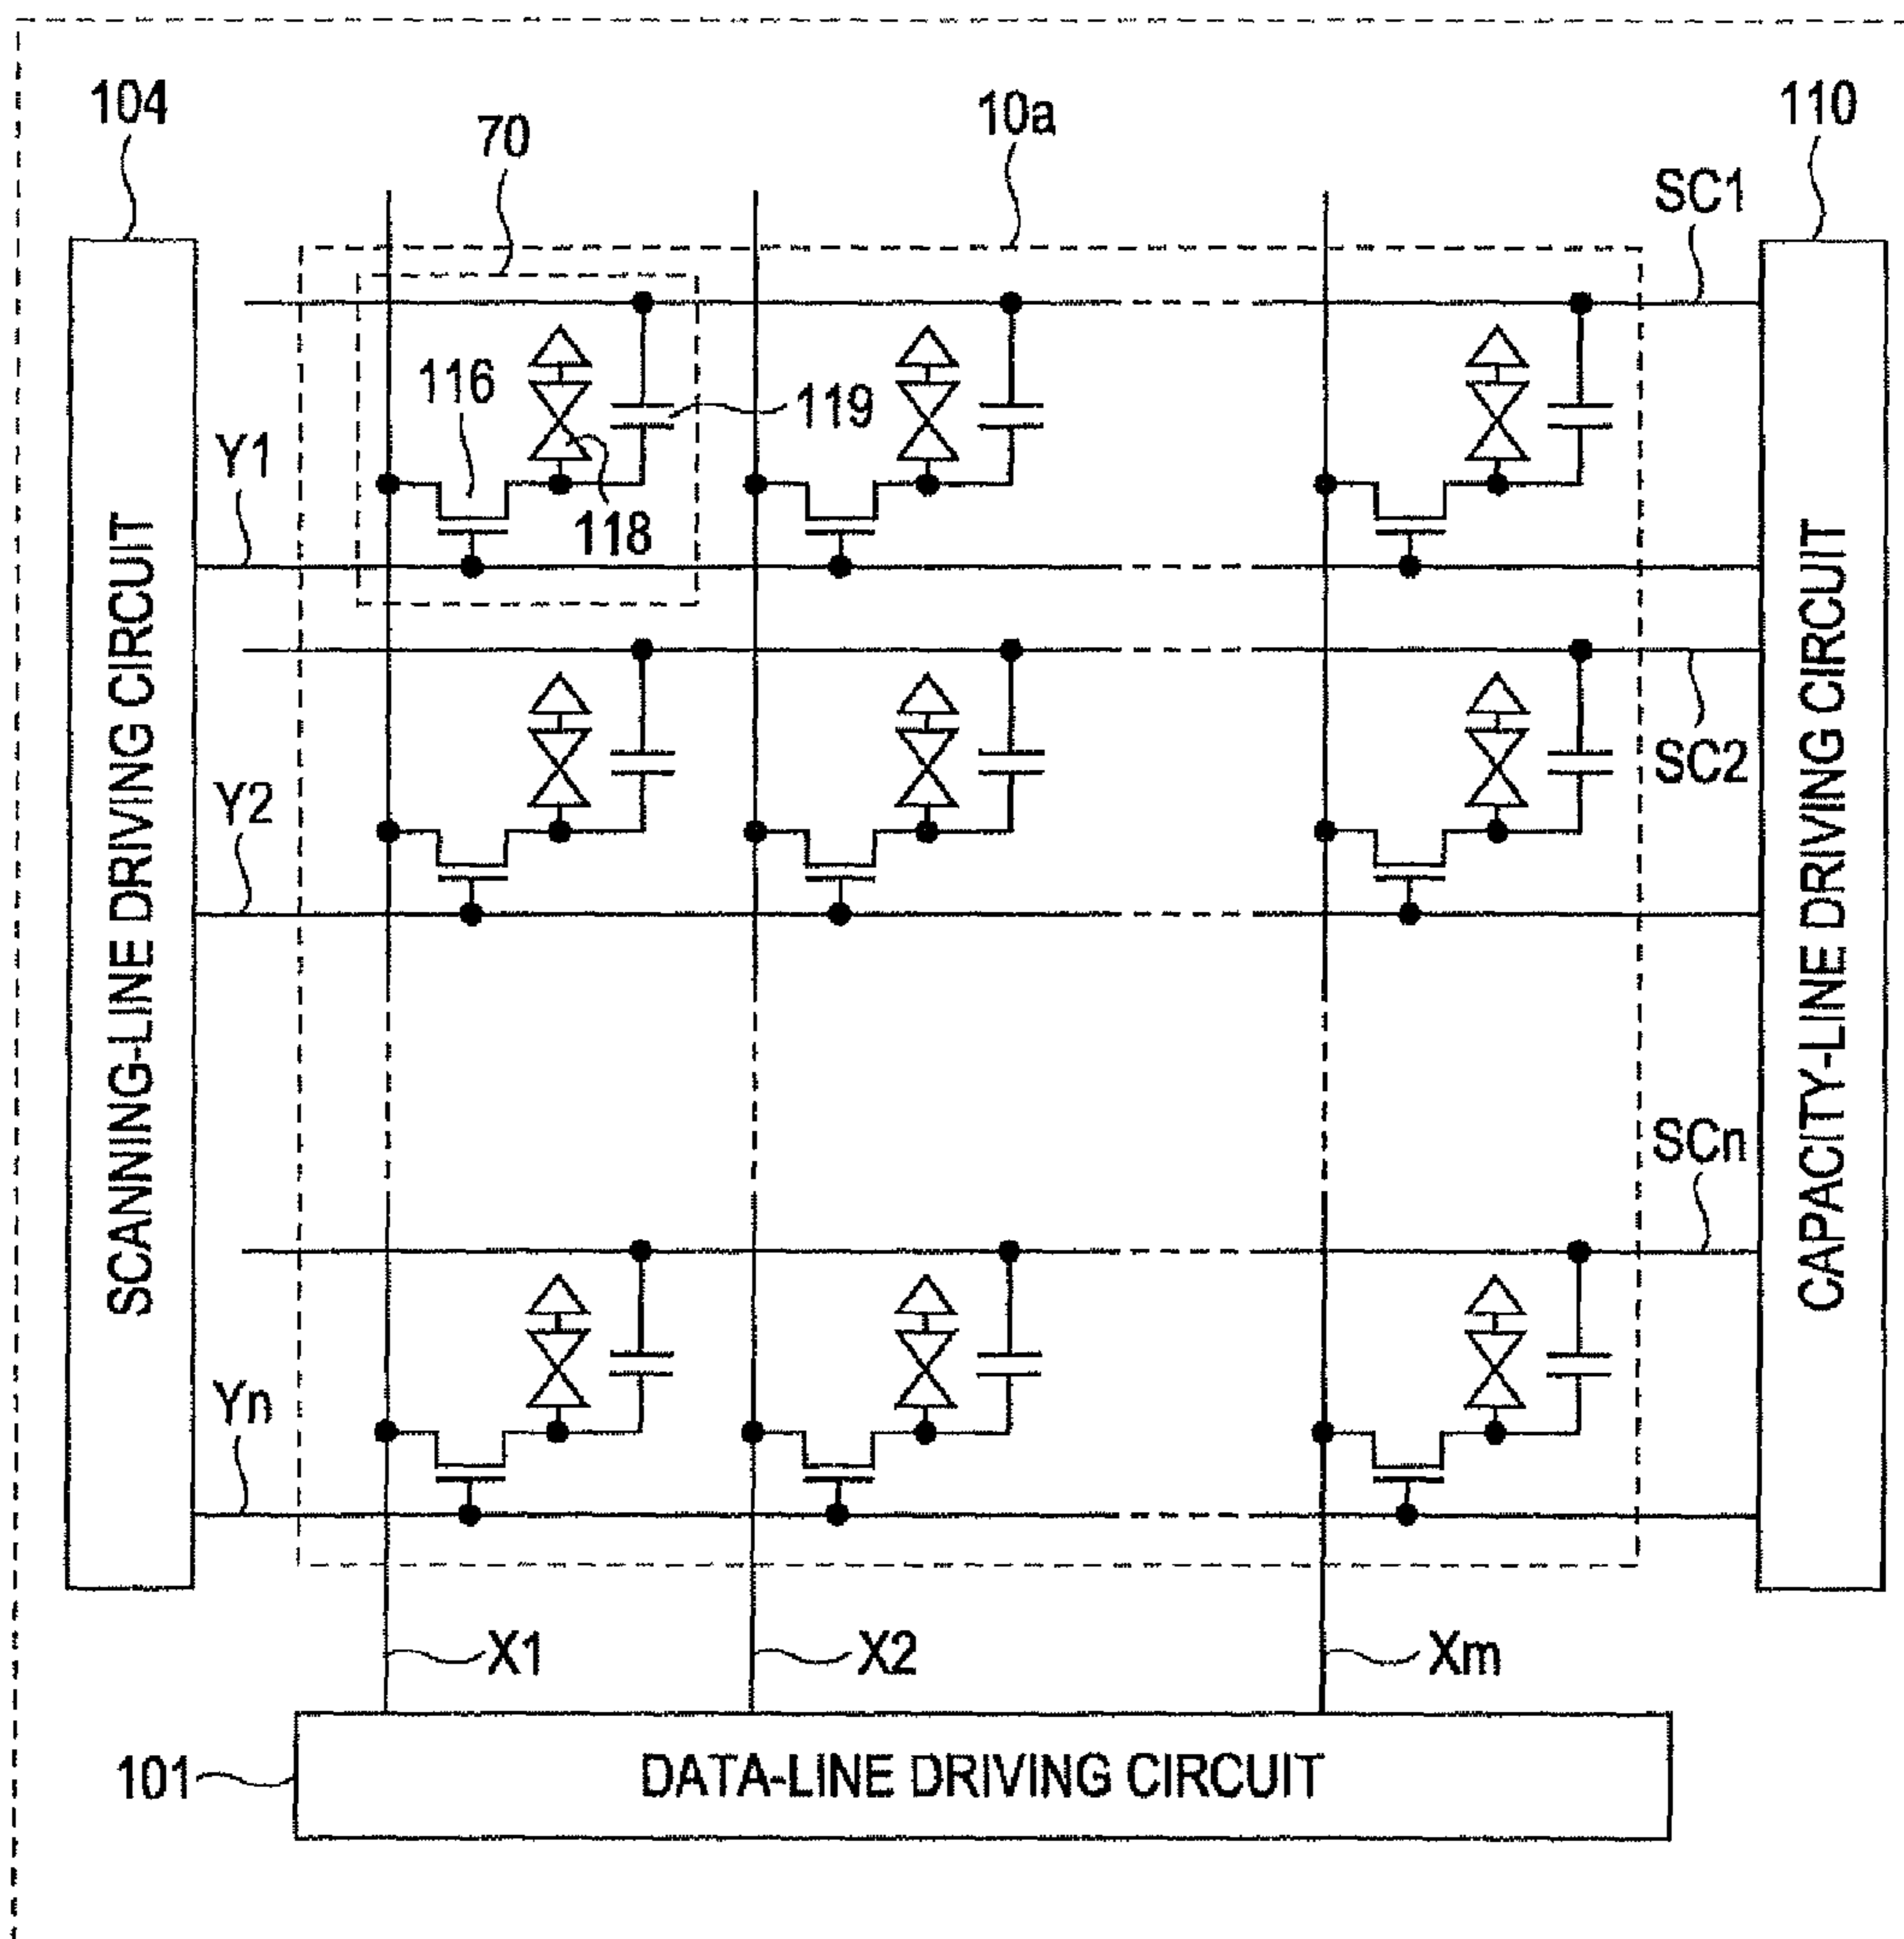 104
70
10a
110
SC1
116
119
Y1
118
SCANNING-LINE DRIVING CIRCUIT
CAPACITY-LINE DRIVING CIRCUIT
Y2
SC2
SCn
Yn
X1
X2
Xm
101
DATA-LINE DRIVING CIRCUIT